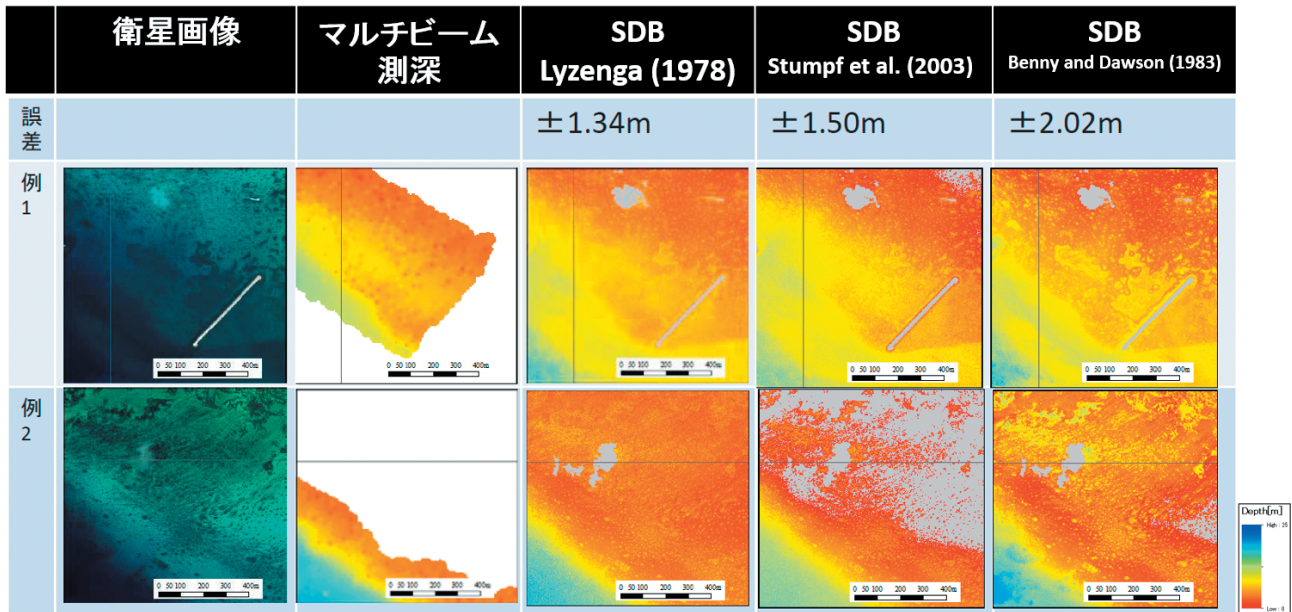 衛星画像
マルチビーム
測深
SDB
Lyzenga (1978)
SDB
Stumpf et al. (2003)
SDB
Benny and Dawson (1983)
誤
差
±1.34m
±1.50m
±2.02m
例
1
0 50 100 200 300 400m
0 50 100 200 300 400m
0 50 100 200 300 400m
0 50 100 200 300 400m
0 50 100 200 300 400m
例
2
0 50 100 200 300 400m
0 50 100 200 300 400m
0 50 100 200 300 400m
0 50 100 200 300 400m
0 50 100 200 300 400m
Depth[m]
High : 25
Low : 0